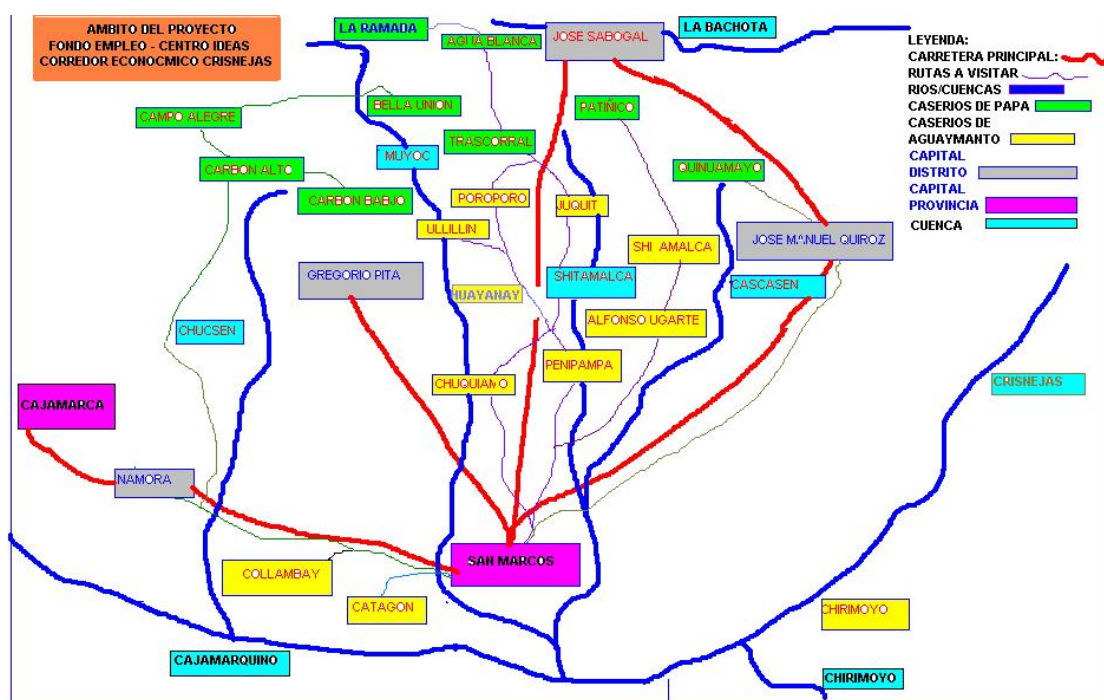 AMBITO DEL PROYECTO
FONDO EMPLEO - CENTRO IDEAS
CORREDOR ECONOCMICO CRISNEJAS
LA RAMADA
AGUA BLANCA
JOSE SABOGAL
LA BACHOTA
LEYENDA:
CARRETERA PRINCIPAL:
RUTAS A VISITAR
RIOS/CUENCAS
CASERIOS DE PAPA
CASERIOS DE
AGUAYMANTO
CAPITAL
DISTRITO
CAPITAL
PROVINCIA
CUENCA
BELLA UNION
CAMPO ALEGRE
PATIÑICO
TRASCORRAL
MUYOC
CARBON ALTO
QUINUAMAYO
CARBON BABJO
POROPORO
JUQUIT
ULLILLIN
SHI AMALCA
JOSE MANUEL QUIROZ
GREGORIO PITA
SHITAMALCA
CASCASEN
HUAYANAY
CHUCSEN
ALFONSO UGARTE
PENIPAMPA
CHUQUIAMO
CRISNEJAS
CAJAMARCA
NAMORA
SAN MARCOS
COLLAMBAY
CATAGON
CHIRIMOYO
CAJAMARQUINO
CHIRIMOYO